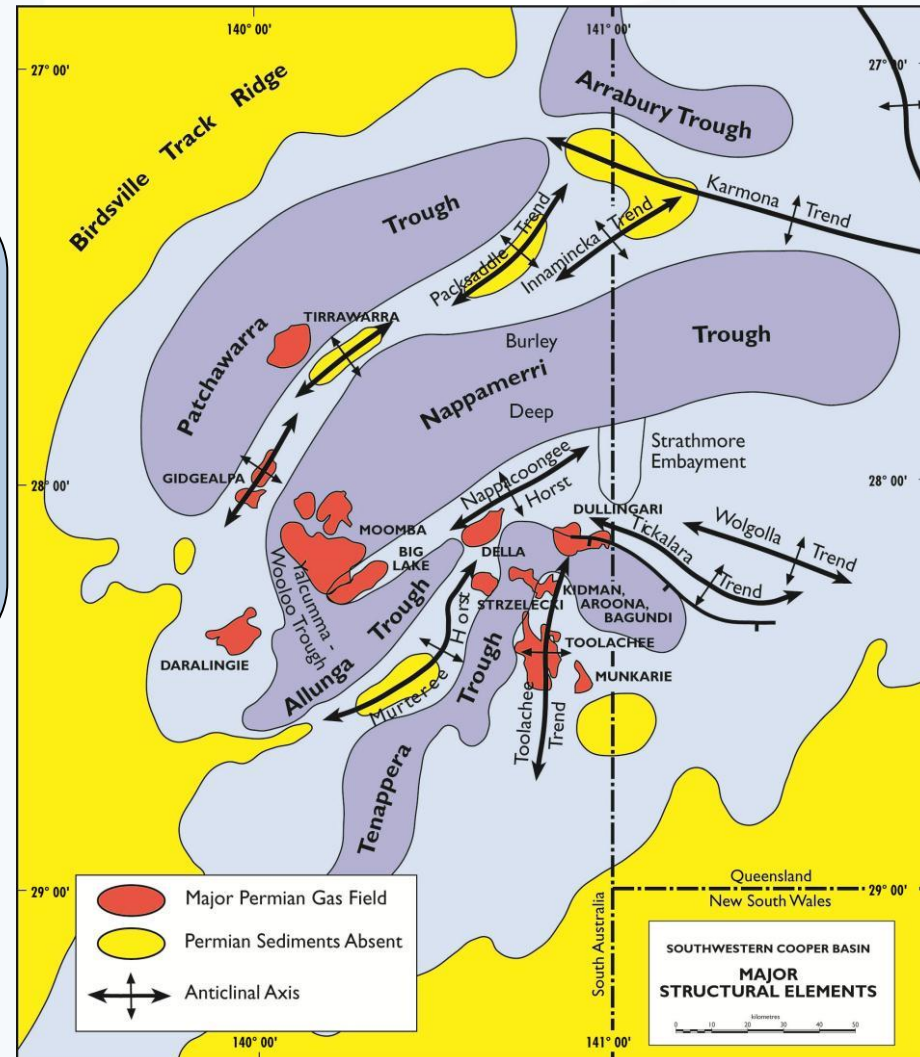 140° 00'
141° 00'
27° 00'
27° 00'
Birdsville Track Ridge
Arrabury Trough
Karmona Trend
Patchawarra Trough
Packsaddle Trend
Innamincka Trend
TIRRAWARRA
Burley
Deep
Nappamerri Trough
Strathmore
Embayment
28° 00'
28° 00'
GIDGEALPA
Nappacoongee Horst
MOOMBA
BIG
LAKE
DELLA
DULLINGARI
Tickalara Trend
Wolgolla Trend
Yalcumma -
Wooloo Trough
STRZELECKI
KIDMAN,
AROONA,
BAGUNDI
DARALINGIE
Allunga Trough
Murteree Horst
TOOLACHEE
MUNKARIE
Toolachee
Trend
Tenappera Trough
29° 00'
29° 00'
Queensland
New South Wales
South Australia
Major Permian Gas Field
Permian Sediments Absent
Anticlinal Axis
SOUTHWESTERN COOPER BASIN
MAJOR
STRUCTURAL ELEMENTS
kilometres
0 10 20 30 40 50
140° 00'
141° 00'